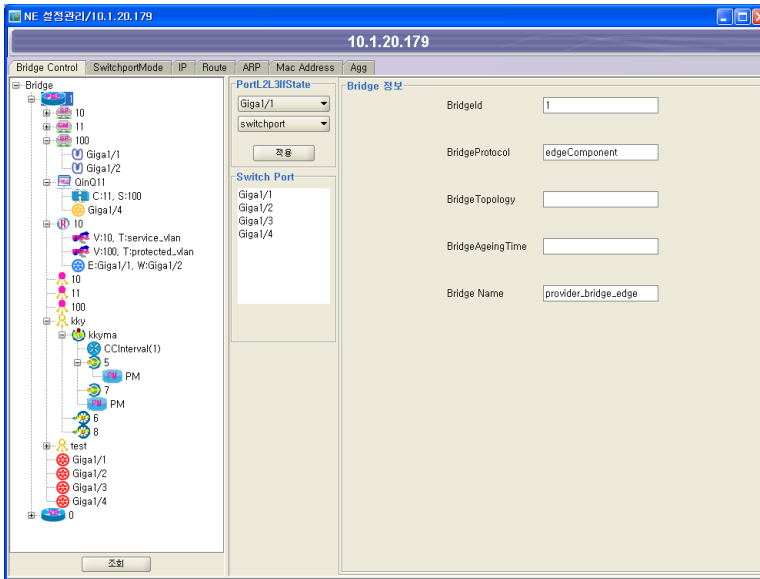 NE 설정관리/10.1.20.179
10.1.20.179
Bridge Control SwitchportMode IP Route ARP Mac Address Agg
Bridge
1
10
11
100
Giga1/1
Giga1/2
QinQ11
C:11, S:100
Giga1/4
10
V:10, T:service_vlan
V:100, T:protected_vlan
E:Giga1/1, W:Giga1/2
10
11
100
kky
kkyma
CCInterval(1)
5
PM PM
7
PM PM
6
8
test
Giga1/1
Giga1/2
Giga1/3
Giga1/4
0
조회
PortL2L3IfState
Giga1/1
switchport
적용
Switch Port
Giga1/1
Giga1/2
Giga1/3
Giga1/4
Bridge 정보
BridgeId 1
BridgeProtocol edgeComponent
BridgeTopology
BridgeAgeingTime
Bridge Name provider_bridge_edge